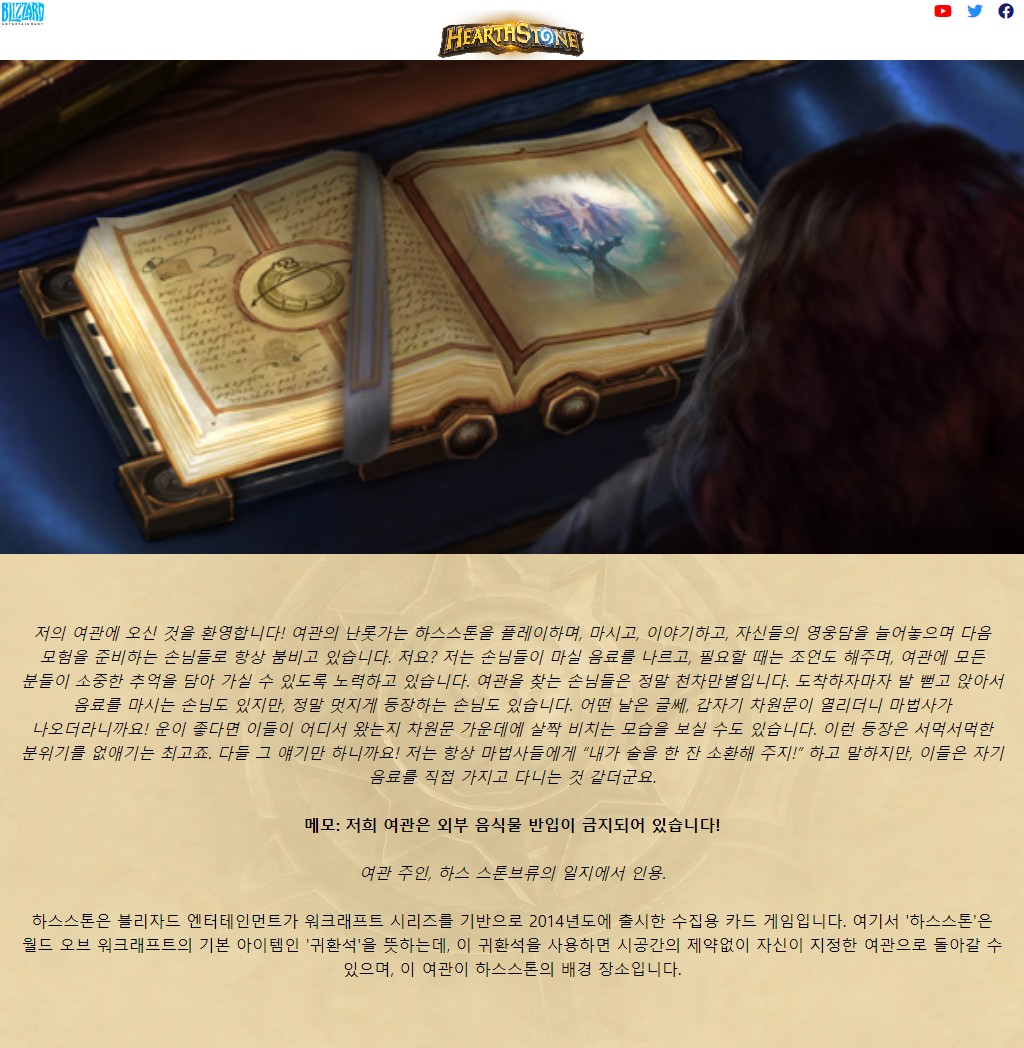 BLIZZARD
ENTERTAINMENT
HEARTHSTONE
저의 여관에 오신 것을 환영합니다! 여관의 난롯가는 하스스톤을 플레이하며, 마시고, 이야기하고, 자신들의 영웅담을 늘어놓으며 다음
모험을 준비하는 손님들로 항상 붐비고 있습니다. 저요? 저는 손님들이 마실 음료를 나르고, 필요할 때는 조언도 해주며, 여관에 모든
분들이 소중한 추억을 담아 가실 수 있도록 노력하고 있습니다. 여관을 찾는 손님들은 정말 천차만별입니다. 도착하자마자 발 뻗고 앉아서
음료를 마시는 손님도 있지만, 정말 멋지게 등장하는 손님도 있습니다. 어떤 날은 글쎄, 갑자기 차원문이 열리더니 마법사가
나오더라니까요! 운이 좋다면 이들이 어디서 왔는지 차원문 가운데에 살짝 비치는 모습을 보실 수도 있습니다. 이런 등장은 서먹서먹한
분위기를 없애기는 최고죠. 다들 그 얘기만 하니까요! 저는 항상 마법사들에게 “내가 술을 한 잔 소환해 주지!” 하고 말하지만, 이들은 자기
음료를 직접 가지고 다니는 것 같더군요.
메모: 저희 여관은 외부 음식물 반입이 금지되어 있습니다!
여관 주인, 하스 스톤브류의 일지에서 인용.
하스스톤은 블리자드 엔터테인먼트가 워크래프트 시리즈를 기반으로 2014년도에 출시한 수집용 카드 게임입니다. 여기서 '하스스톤'은
월드 오브 워크래프트의 기본 아이템인 '귀환석'을 뜻하는데, 이 귀환석을 사용하면 시공간의 제약없이 자신이 지정한 여관으로 돌아갈 수
있으며, 이 여관이 하스스톤의 배경 장소입니다.